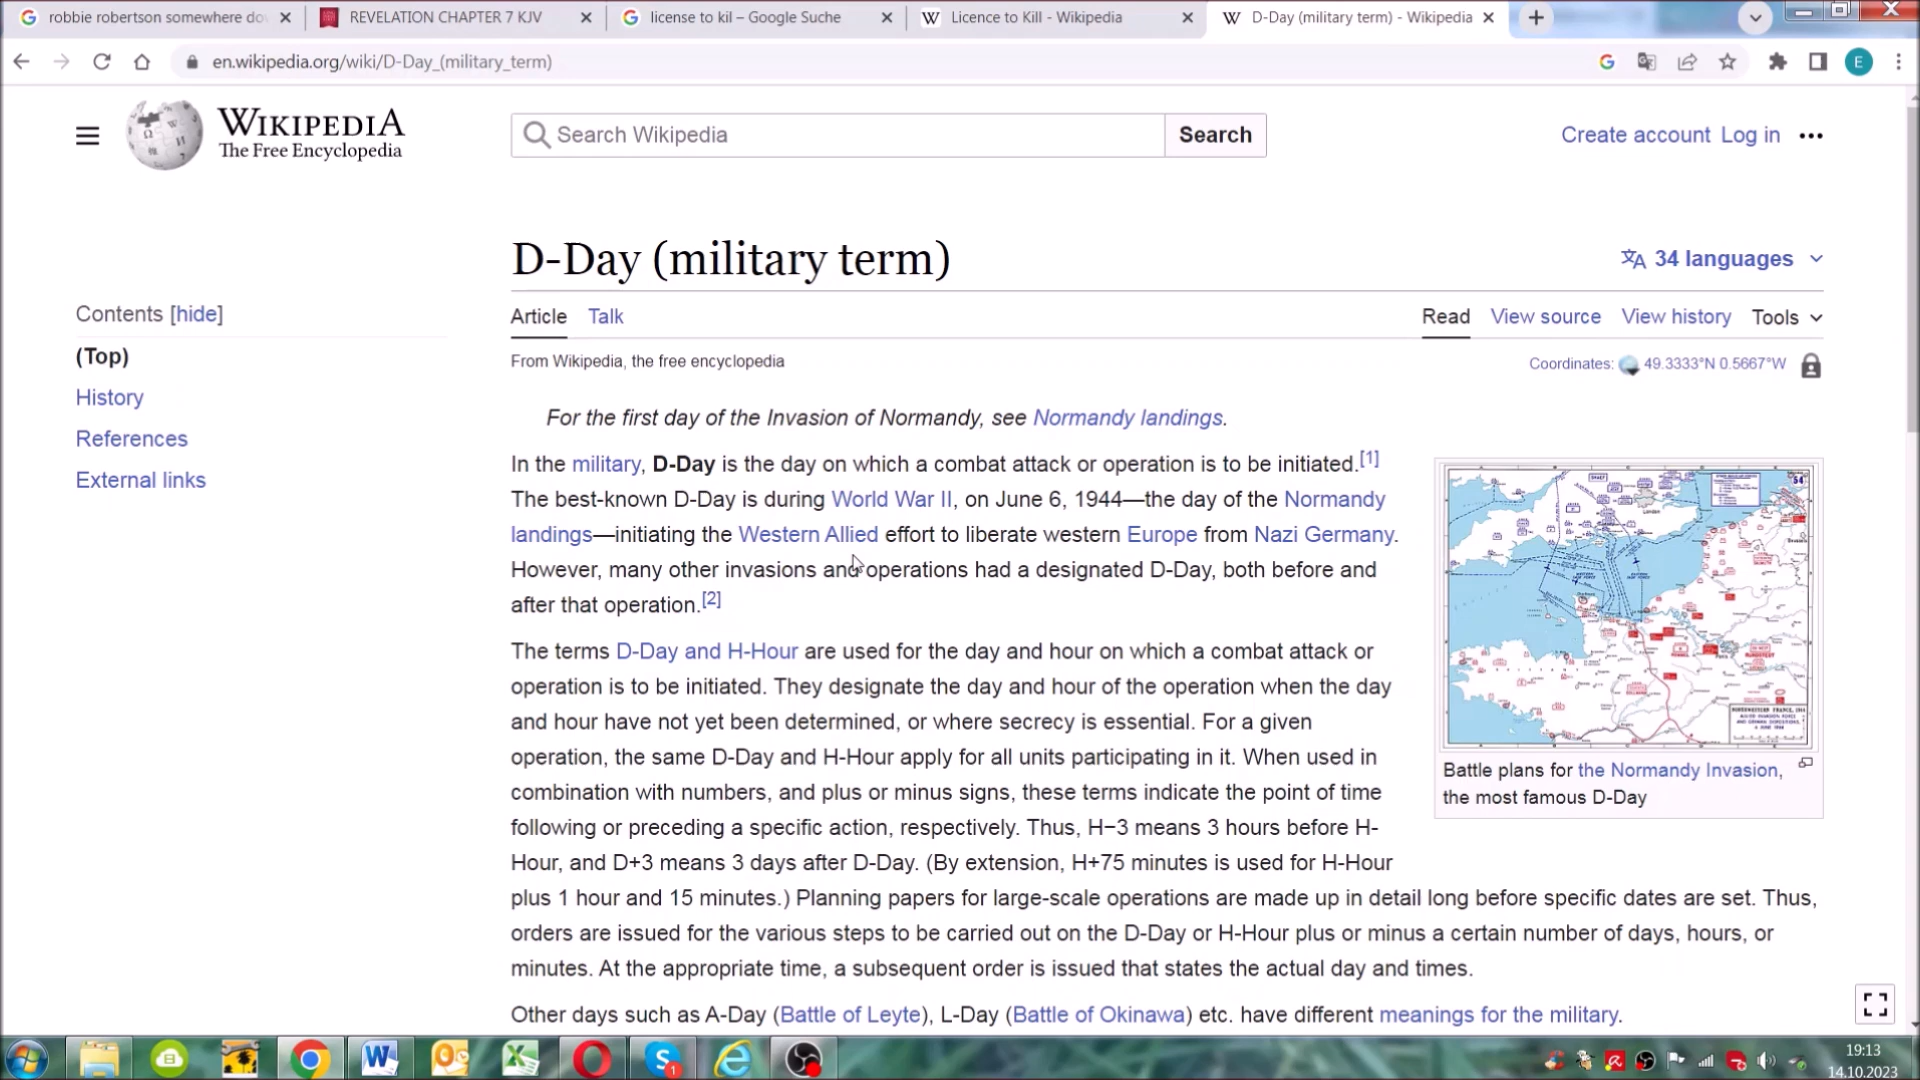 robbie robertson somewhere do
REVELATION CHAPTER 7 KJV
license to kil – Google Suche
Licence to Kill - Wikipedia
D-Day (military term) - Wikipedia
en.wikipedia.org/wiki/D-Day_(military_term)
E
WIKIPEDIA
The Free Encyclopedia
Search Wikipedia
Search
Create account Log in
D-Day (military term)
34 languages
Contents [hide]
(Top)
History
References
External links
Article Talk
Read View source View history Tools
From Wikipedia, the free encyclopedia
Coordinates: 49.3333°N 0.5667°W
For the first day of the Invasion of Normandy, see Normandy landings.
In the military, D-Day is the day on which a combat attack or operation is to be initiated.[1]
The best-known D-Day is during World War II, on June 6, 1944—the day of the Normandy
landings—initiating the Western Allied effort to liberate western Europe from Nazi Germany.
However, many other invasions and operations had a designated D-Day, both before and
after that operation.[2]
The terms D-Day and H-Hour are used for the day and hour on which a combat attack or
operation is to be initiated. They designate the day and hour of the operation when the day
and hour have not yet been determined, or where secrecy is essential. For a given
operation, the same D-Day and H-Hour apply for all units participating in it. When used in
combination with numbers, and plus or minus signs, these terms indicate the point of time
following or preceding a specific action, respectively. Thus, H−3 means 3 hours before H-
Hour, and D+3 means 3 days after D-Day. (By extension, H+75 minutes is used for H-Hour
plus 1 hour and 15 minutes.) Planning papers for large-scale operations are made up in detail long before specific dates are set. Thus,
orders are issued for the various steps to be carried out on the D-Day or H-Hour plus or minus a certain number of days, hours, or
minutes. At the appropriate time, a subsequent order is issued that states the actual day and times.
Other days such as A-Day (Battle of Leyte), L-Day (Battle of Okinawa) etc. have different meanings for the military.
Battle plans for the Normandy Invasion,
the most famous D-Day
19:13
14.10.2023